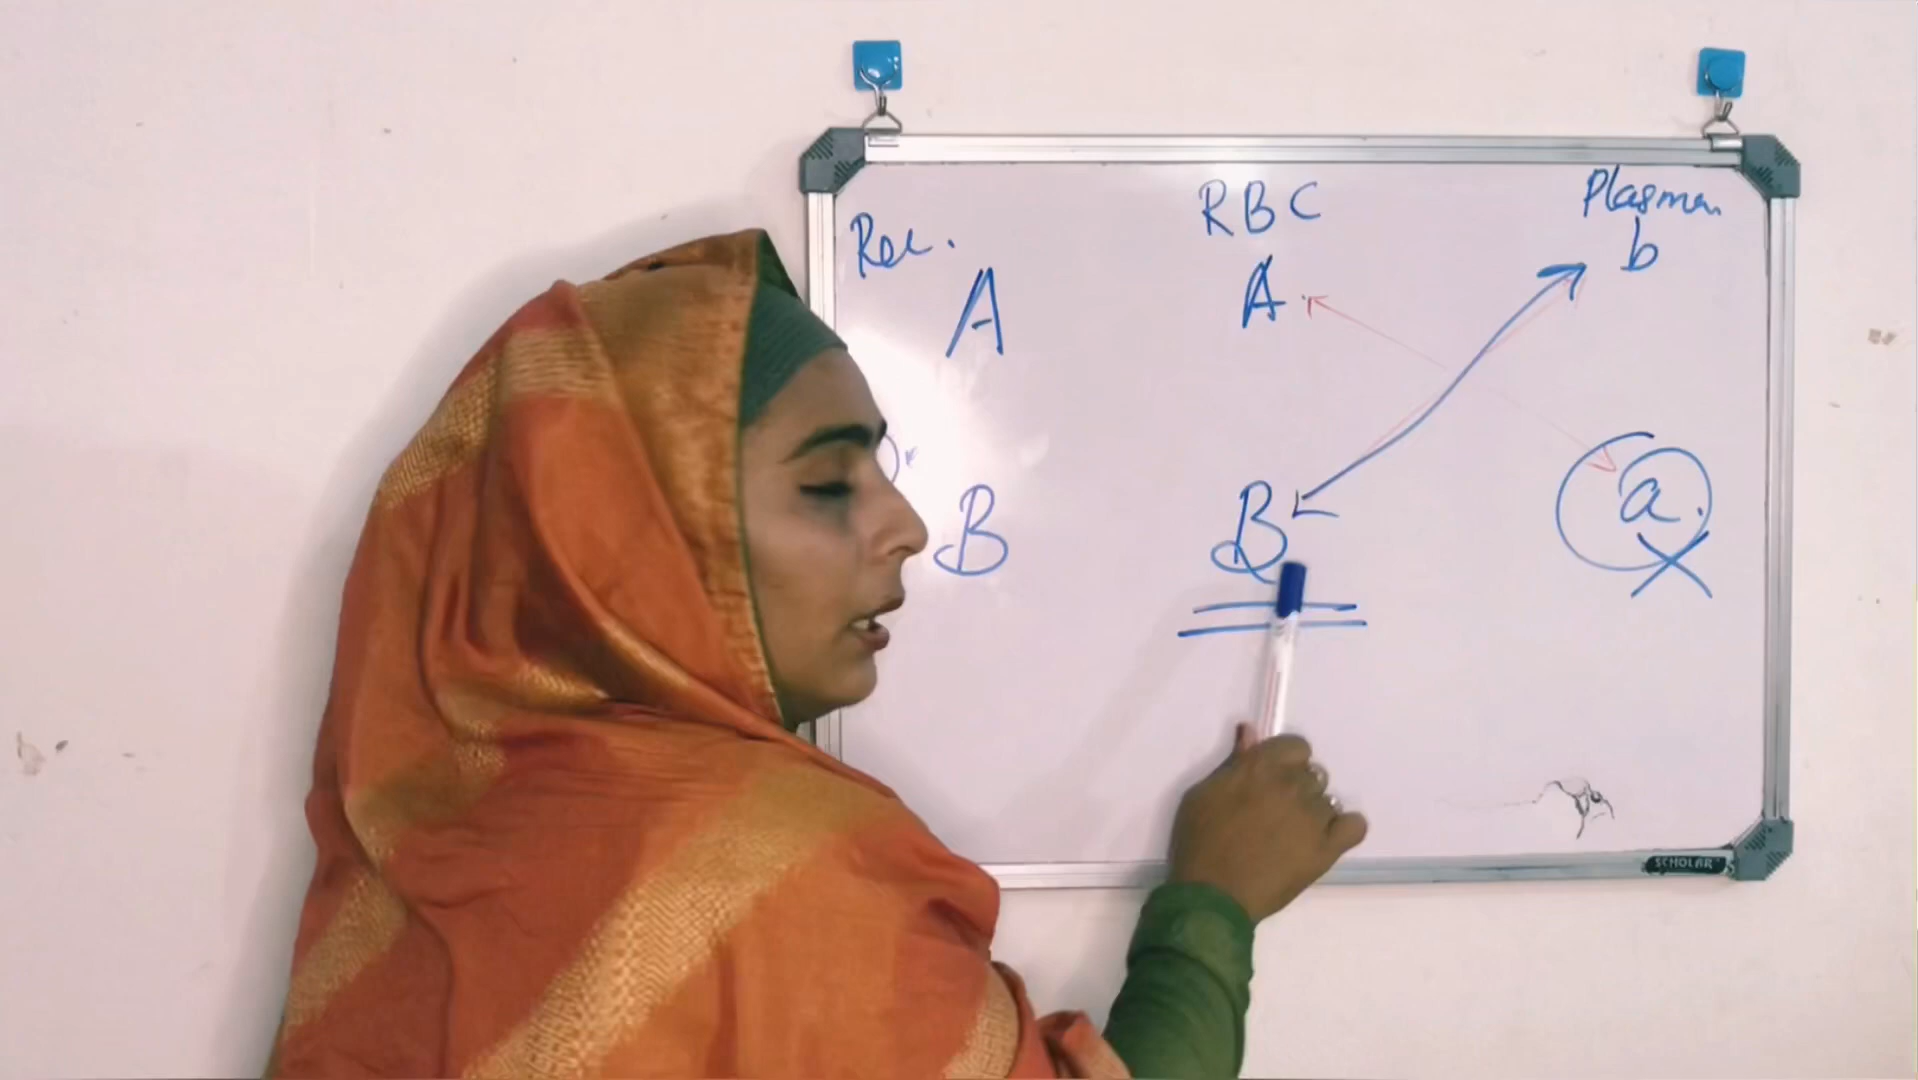 RBC
Plasma
Rec.
b
A A
B B a.
SCHOLAR